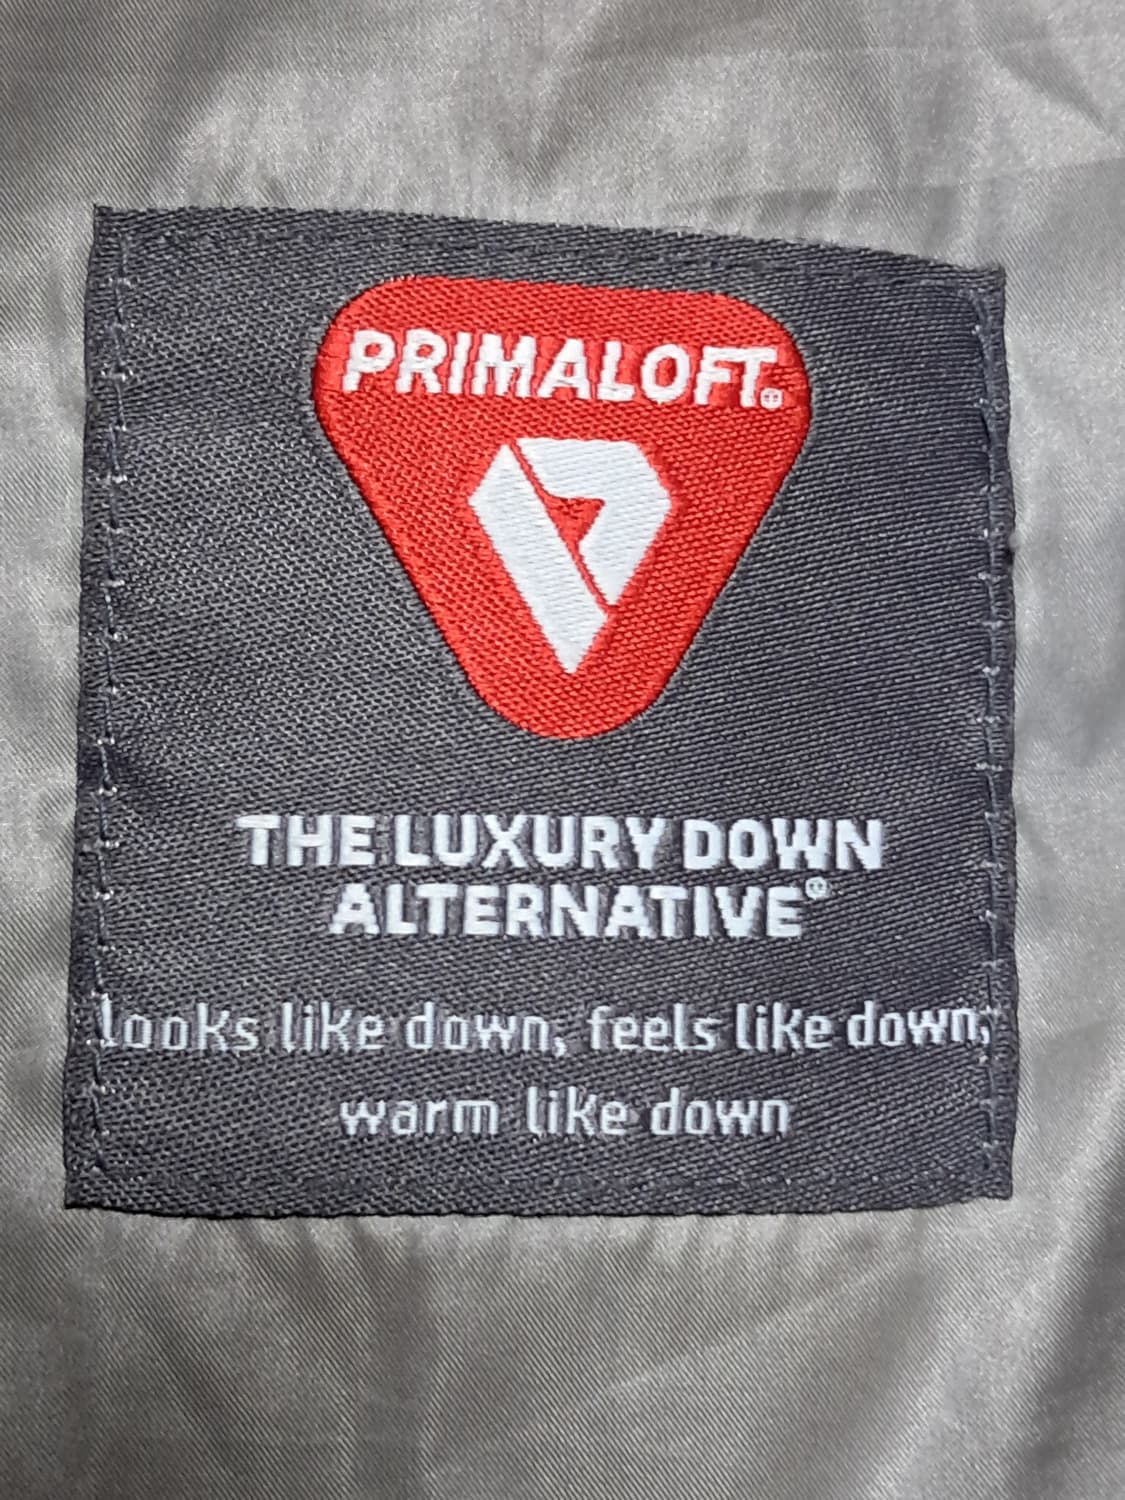 PRIMALOFT®
THE LUXURY DOWN
ALTERNATIVE®
looks like down, feels like down,
warm like down